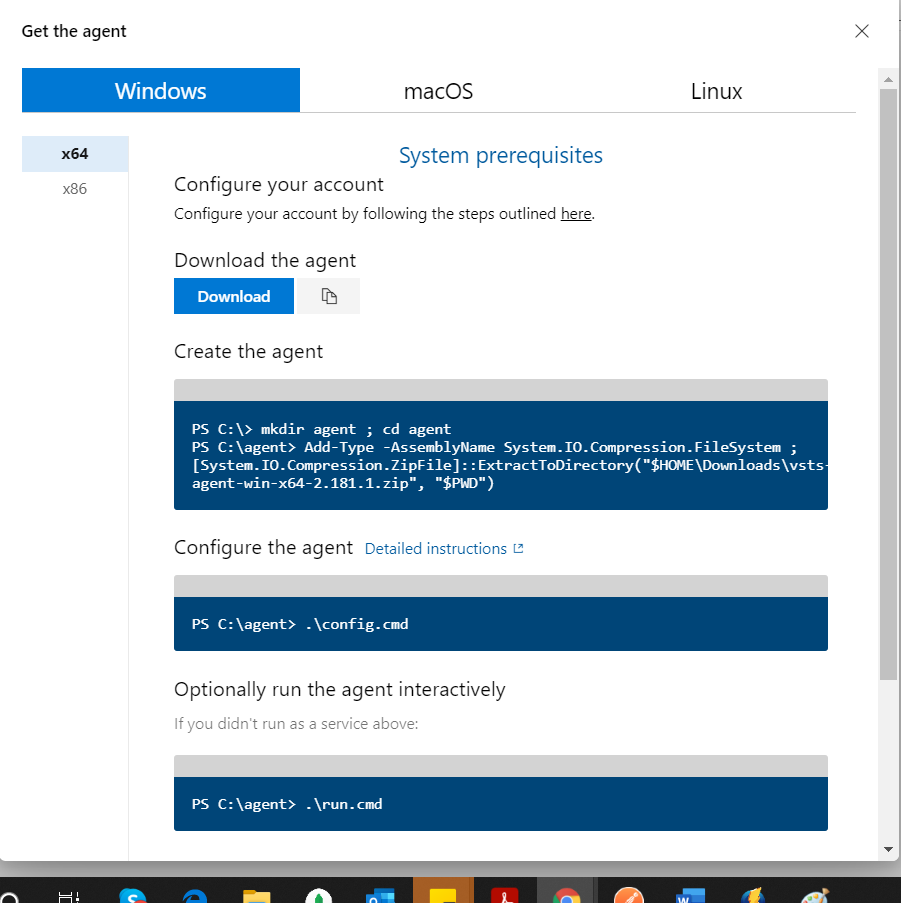 Get the agent
Windows
macOS
Linux
x64
x86
System prerequisites
Configure your account
Configure your account by following the steps outlined here.
Download the agent
Download
Create the agent
PS C:\> mkdir agent ; cd agent
PS C:\agent> Add-Type -AssemblyName System.IO.Compression.FileSystem ;
[System.IO.Compression.ZipFile]::ExtractToDirectory("$HOME\Downloads\vsts-
agent-win-x64-2.181.1.zip", "$PWD")
Configure the agent Detailed instructions
PS C:\agent> .\config.cmd
Optionally run the agent interactively
If you didn't run as a service above:
PS C:\agent> .\run.cmd